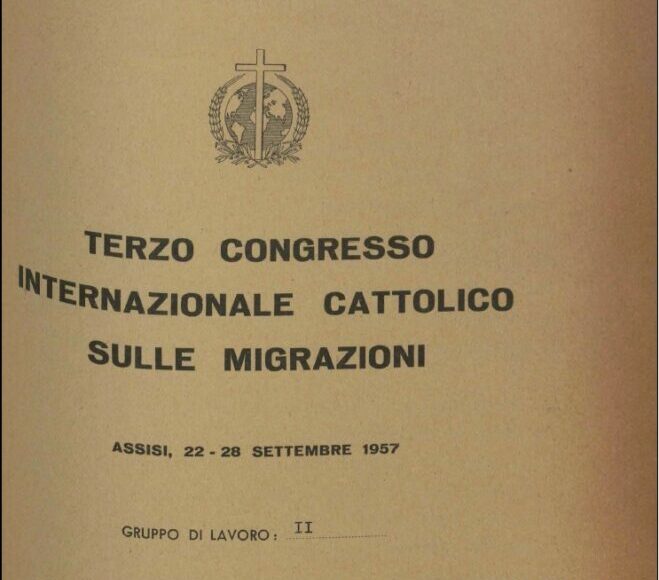 TERZO CONGRESSO
INTERNAZIONALE CATTOLICO
SULLE MIGRAZIONI
ASSISI, 22 - 28 SETTEMBRE 1957
GRUPPO DI LAVORO: II